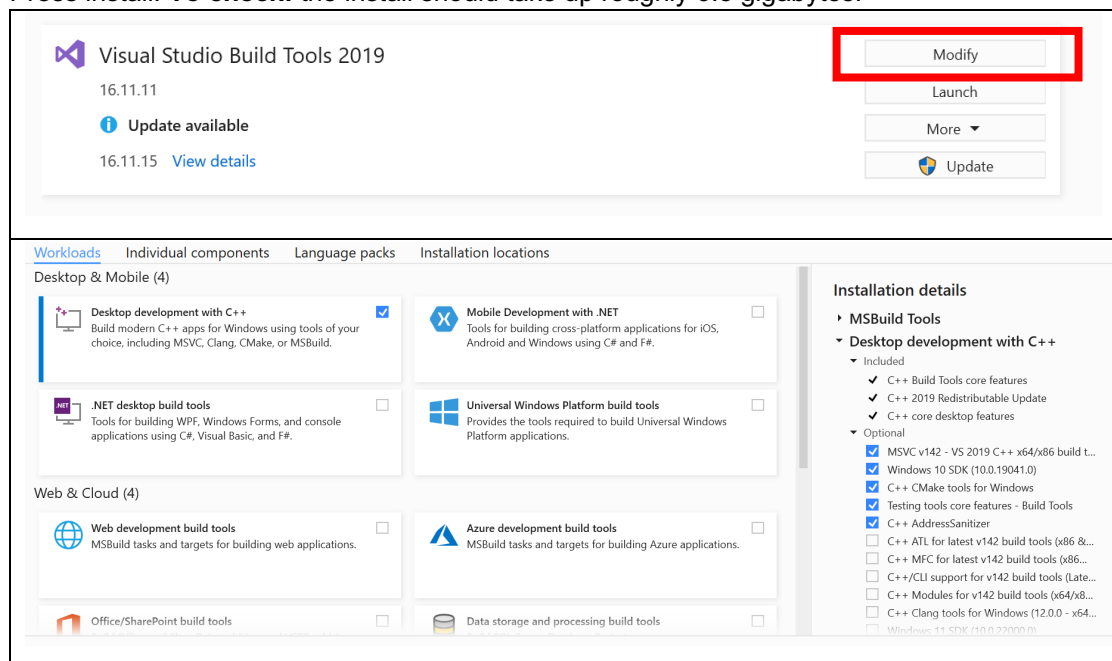 Visual Studio Build Tools 2019
Modify
16.11.11
Launch
Update available
More
16.11.15 View details
Update
Workloads Individual components Language packs Installation locations
Desktop & Mobile (4)
Desktop development with C++
Build modern C++ apps for Windows using tools of your
choice, including MSVC, Clang, CMake, or MSBuild.
Mobile Development with .NET
Tools for building cross-platform applications for iOS,
Android and Windows using C# and F#.
.NET
.NET desktop build tools
Tools for building WPF, Windows Forms, and console
applications using C#, Visual Basic, and F#.
Universal Windows Platform build tools
Provides the tools required to build Universal Windows
Platform applications.
Web & Cloud (4)
Web development build tools
MSBuild tasks and targets for building web applications.
Azure development build tools
MSBuild tasks and targets for building Azure applications.
Office/SharePoint build tools
Data storage and processing build tools
Installation details
MSBuild Tools
Desktop development with C++
Included
C++ Build Tools core features
C++ 2019 Redistributable Update
C++ core desktop features
Optional
MSVC v142 - VS 2019 C++ x64/x86 build t...
Windows 10 SDK (10.0.19041.0)
C++ CMake tools for Windows
Testing tools core features - Build Tools
C++ AddressSanitizer
C++ ATL for latest v142 build tools (x86 &...
C++ MFC for latest v142 build tools (x86...
C++/CLI support for v142 build tools (Late...
C++ Modules for v142 build tools (x64/x8...
C++ Clang tools for Windows (12.0.0 - x64...
Windows 11 SDK (10.0.22000.0)